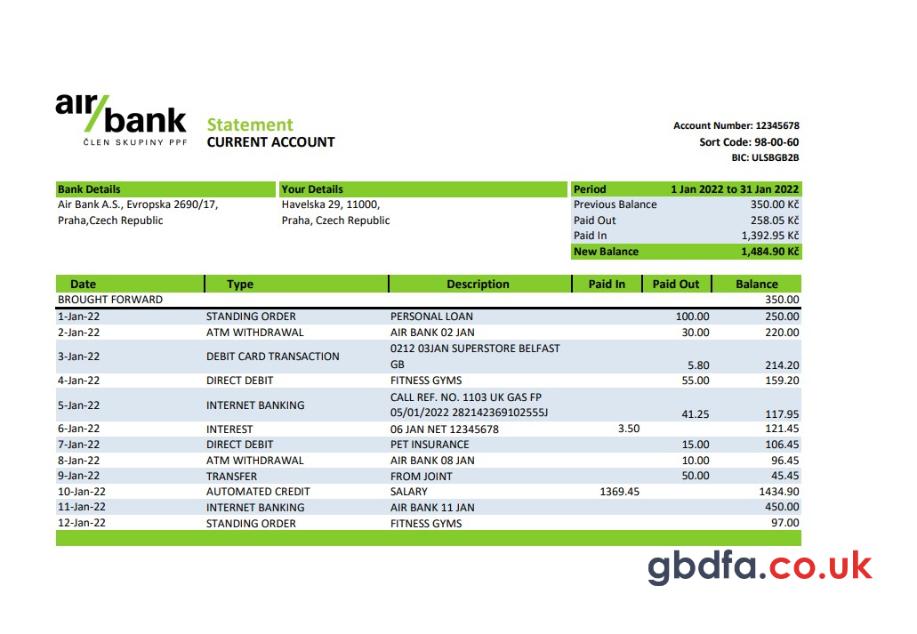 air bank
ČLEN SKUPINY PPF
Statement
CURRENT ACCOUNT
Account Number: 12345678
Sort Code: 98-00-60
BIC: ULSBGB2B
Bank Details Your Details Period 1 Jan 2022 to 31 Jan 2022
Air Bank A.S., Evropska 2690/17, Havelska 29, 11000, Previous Balance 350.00 Kč
Praha,Czech Republic Praha, Czech Republic Paid Out 258.05 Kč
Paid In 1,392.95 Kč
New Balance 1,484.90 Kč
Date Type Description Paid In Paid Out Balance
BROUGHT FORWARD 350.00
1-Jan-22 STANDING ORDER PERSONAL LOAN 100.00 250.00
2-Jan-22 ATM WITHDRAWAL AIR BANK 02 JAN 30.00 220.00
3-Jan-22 DEBIT CARD TRANSACTION 0212 03JAN SUPERSTORE BELFAST
GB 5.80 214.20
4-Jan-22 DIRECT DEBIT FITNESS GYMS 55.00 159.20
5-Jan-22 INTERNET BANKING CALL REF. NO. 1103 UK GAS FP
05/01/2022 282142369102555J 41.25 117.95
6-Jan-22 INTEREST 06 JAN NET 12345678 3.50 121.45
7-Jan-22 DIRECT DEBIT PET INSURANCE 15.00 106.45
8-Jan-22 ATM WITHDRAWAL AIR BANK 08 JAN 10.00 96.45
9-Jan-22 TRANSFER FROM JOINT 50.00 45.45
10-Jan-22 AUTOMATED CREDIT SALARY 1369.45 1434.90
11-Jan-22 INTERNET BANKING AIR BANK 11 JAN 450.00
12-Jan-22 STANDING ORDER FITNESS GYMS 97.00
gbdfa.co.uk